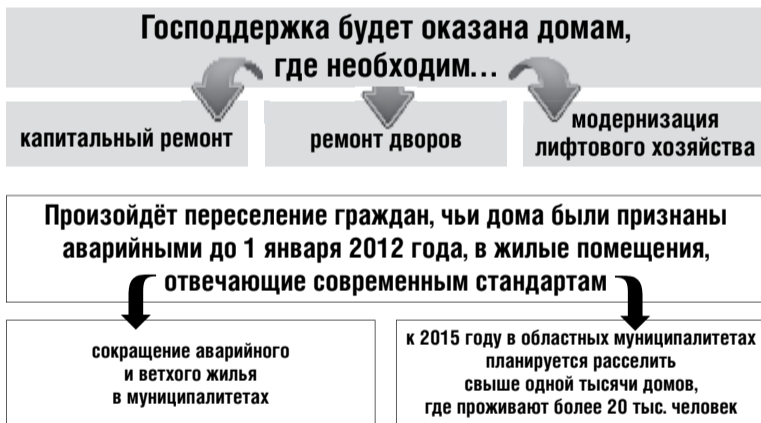 Господдержка будет оказана домам,
где необходим...
капитальный ремонт
ремонт дворов
модернизация
лифтового хозяйства
Произойдёт переселение граждан, чьи дома были признаны
аварийными до 1 января 2012 года, в жилые помещения,
отвечающие современным стандартам
сокращение аварийного
и ветхого жилья
в муниципалитетах
к 2015 году в областных муниципалитетах
планируется расселить
свыше одной тысячи домов,
где проживают более 20 тыс. человек